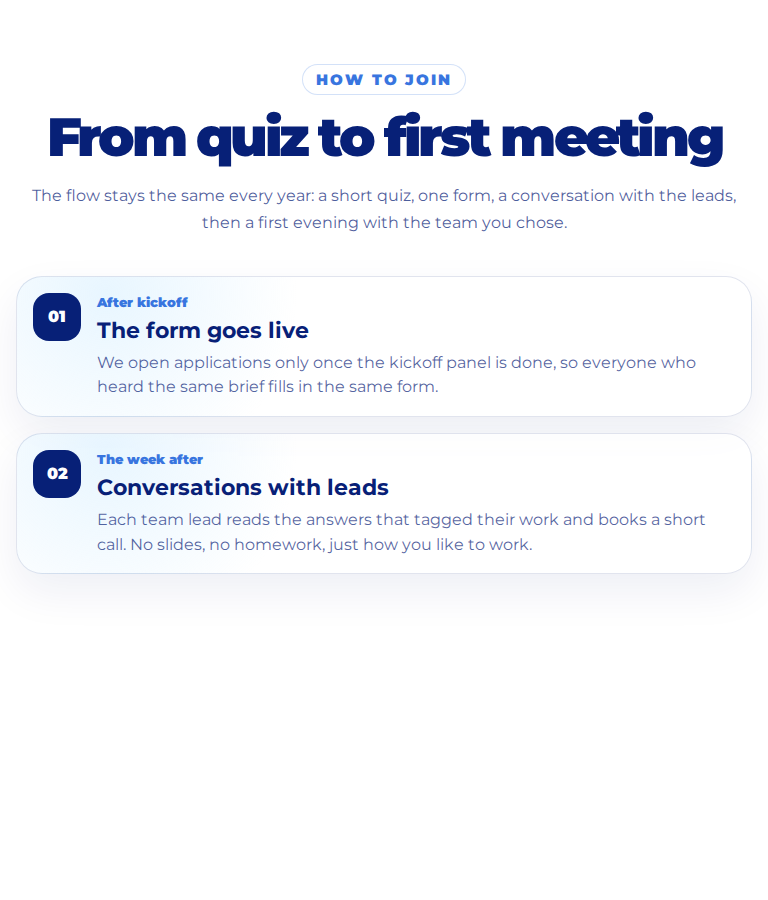 HOW TO JOIN
From quiz to first meeting
The flow stays the same every year: a short quiz, one form, a conversation with the leads,
then a first evening with the team you chose.
01
After kickoff
The form goes live
We open applications only once the kickoff panel is done, so everyone who
heard the same brief fills in the same form.
02
The week after
Conversations with leads
Each team lead reads the answers that tagged their work and books a short
call. No slides, no homework, just how you like to work.